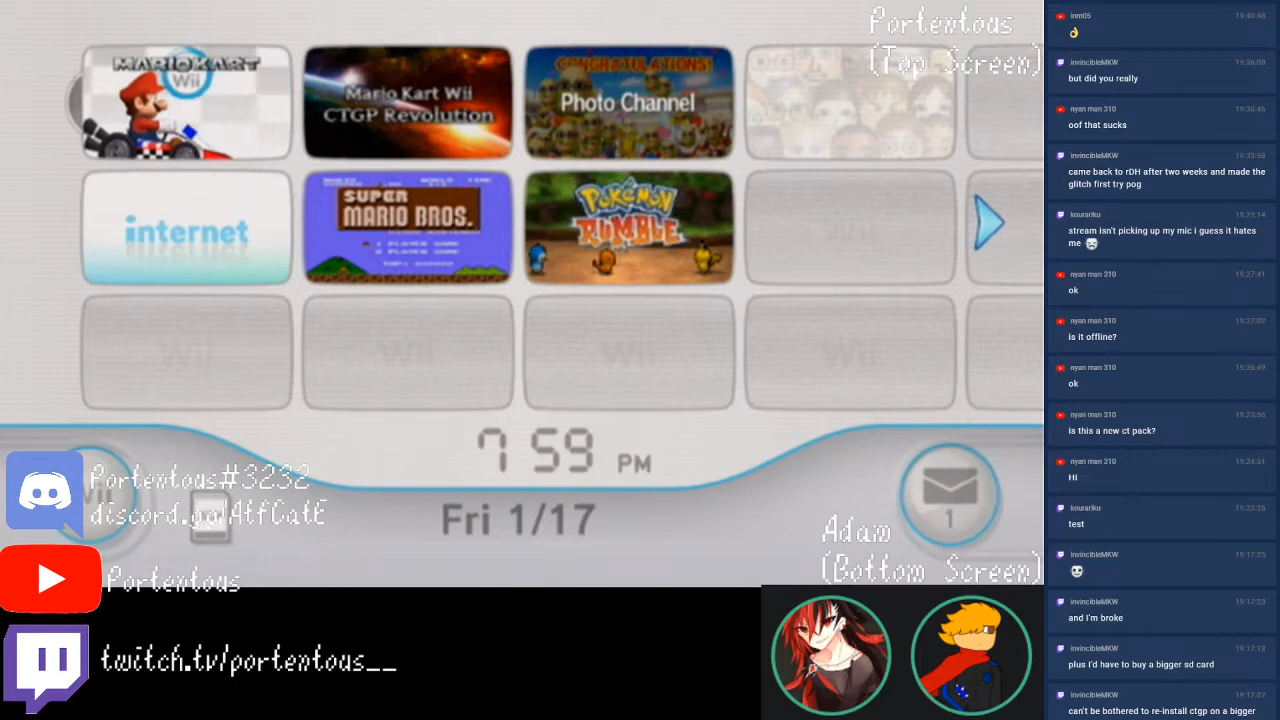 Portentous
(Top Screen)
MARIOKART
Wii
Mario Kart Wii
CTGP Revolution
CONGRATULATIONS!
Photo Channel
internet
SUPER
MARIO BROS.
POKéMON
RUMBLE
Wii
Wii
Wii
Wii
Wii
7 59 PM
Fri 1/17
1
Portentous#3232
Portentous
twitch.tv/portentous__
Adam
(Bottom Screen)
inm05 19:40:48
invincibleMKW 19:36:08
but did you really
nyan man 310 19:35:46
oof that sucks
invincibleMKW 19:33:58
came back to rDH after two weeks and made the
glitch first try pog
kourariku 19:29:14
stream isn't picking up my mic i guess it hates
me
nyan man 310 19:27:41
ok
nyan man 310 19:27:02
Is it offline?
nyan man 310 19:26:49
ok
nyan man 310 19:25:56
is this a new ct pack?
nyan man 310 19:24:51
HI
kourariku 19:23:26
test
invincibleMKW 19:17:25
invincibleMKW 19:17:23
and I'm broke
invincibleMKW 19:17:18
plus I'd have to buy a bigger sd card
invincibleMKW 19:17:07
can't be bothered to re-install ctgp on a bigger